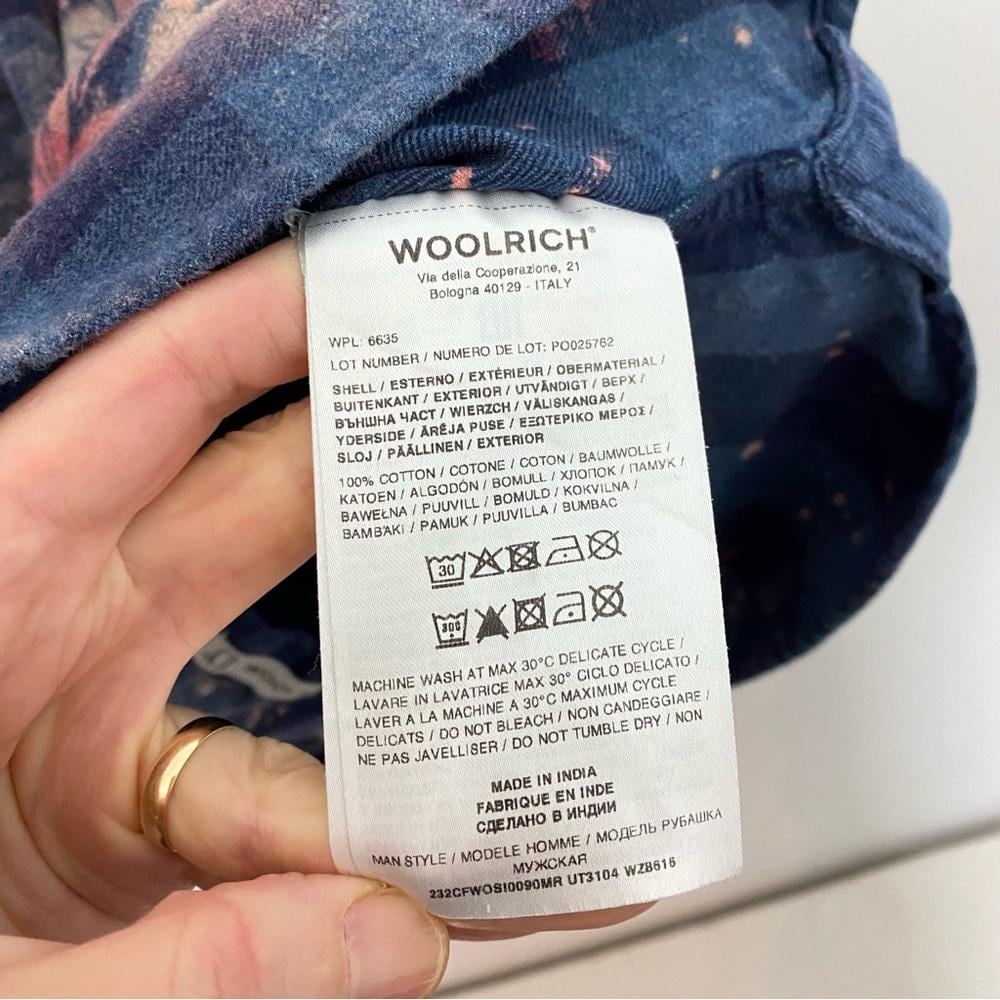 WOOLRICH®
Via della Cooperazione, 21
Bologna 40129 - ITALY
WPL: 6635
LOT NUMBER / NUMERO DE LOT: PO025762
SHELL / ESTERNO / EXTÉRIEUR / OBERMATERIAL /
BUITENKANT / EXTERIOR / UTVÄNDIGT / ВЕРХ /
ВЪНШНА ЧАСТ / WIERZCH / VÄLISKANGAS /
YDERSIDE / ĀRĒJA PUSE / ΕΞΩΤΕΡΙΚΟ ΜΕΡΟΣ /
SLOJ / PÄÄLLINEN / EXTERIOR
100% COTTON / COTONE / COTON / BAUMWOLLE /
KATOEN / ALGODÓN / BOMULL / ХЛОПОК / ПАМУК /
BAWEŁNA / PUUVILL / BOMULD / KOKVILNA /
ΒΑΜΒΆΚΙ / PAMUK / PUUVILLA / BUMBAC
30
30C
MACHINE WASH AT MAX 30°C DELICATE CYCLE /
LAVARE IN LAVATRICE MAX 30° CICLO DELICATO /
LAVER A LA MACHINE A 30°C MAXIMUM CYCLE
DELICATS / DO NOT BLEACH / NON CANDEGGIARE /
NE PAS JAVELLISER / DO NOT TUMBLE DRY / NON
MADE IN INDIA
FABRIQUE EN INDE
СДЕЛАНО В ИНДИИ
MAN STYLE / MODELE HOMME / МОДЕЛЬ РУБАШКА
МУЖСКАЯ
232CFWOSI0090MR UT3104 WZ8616